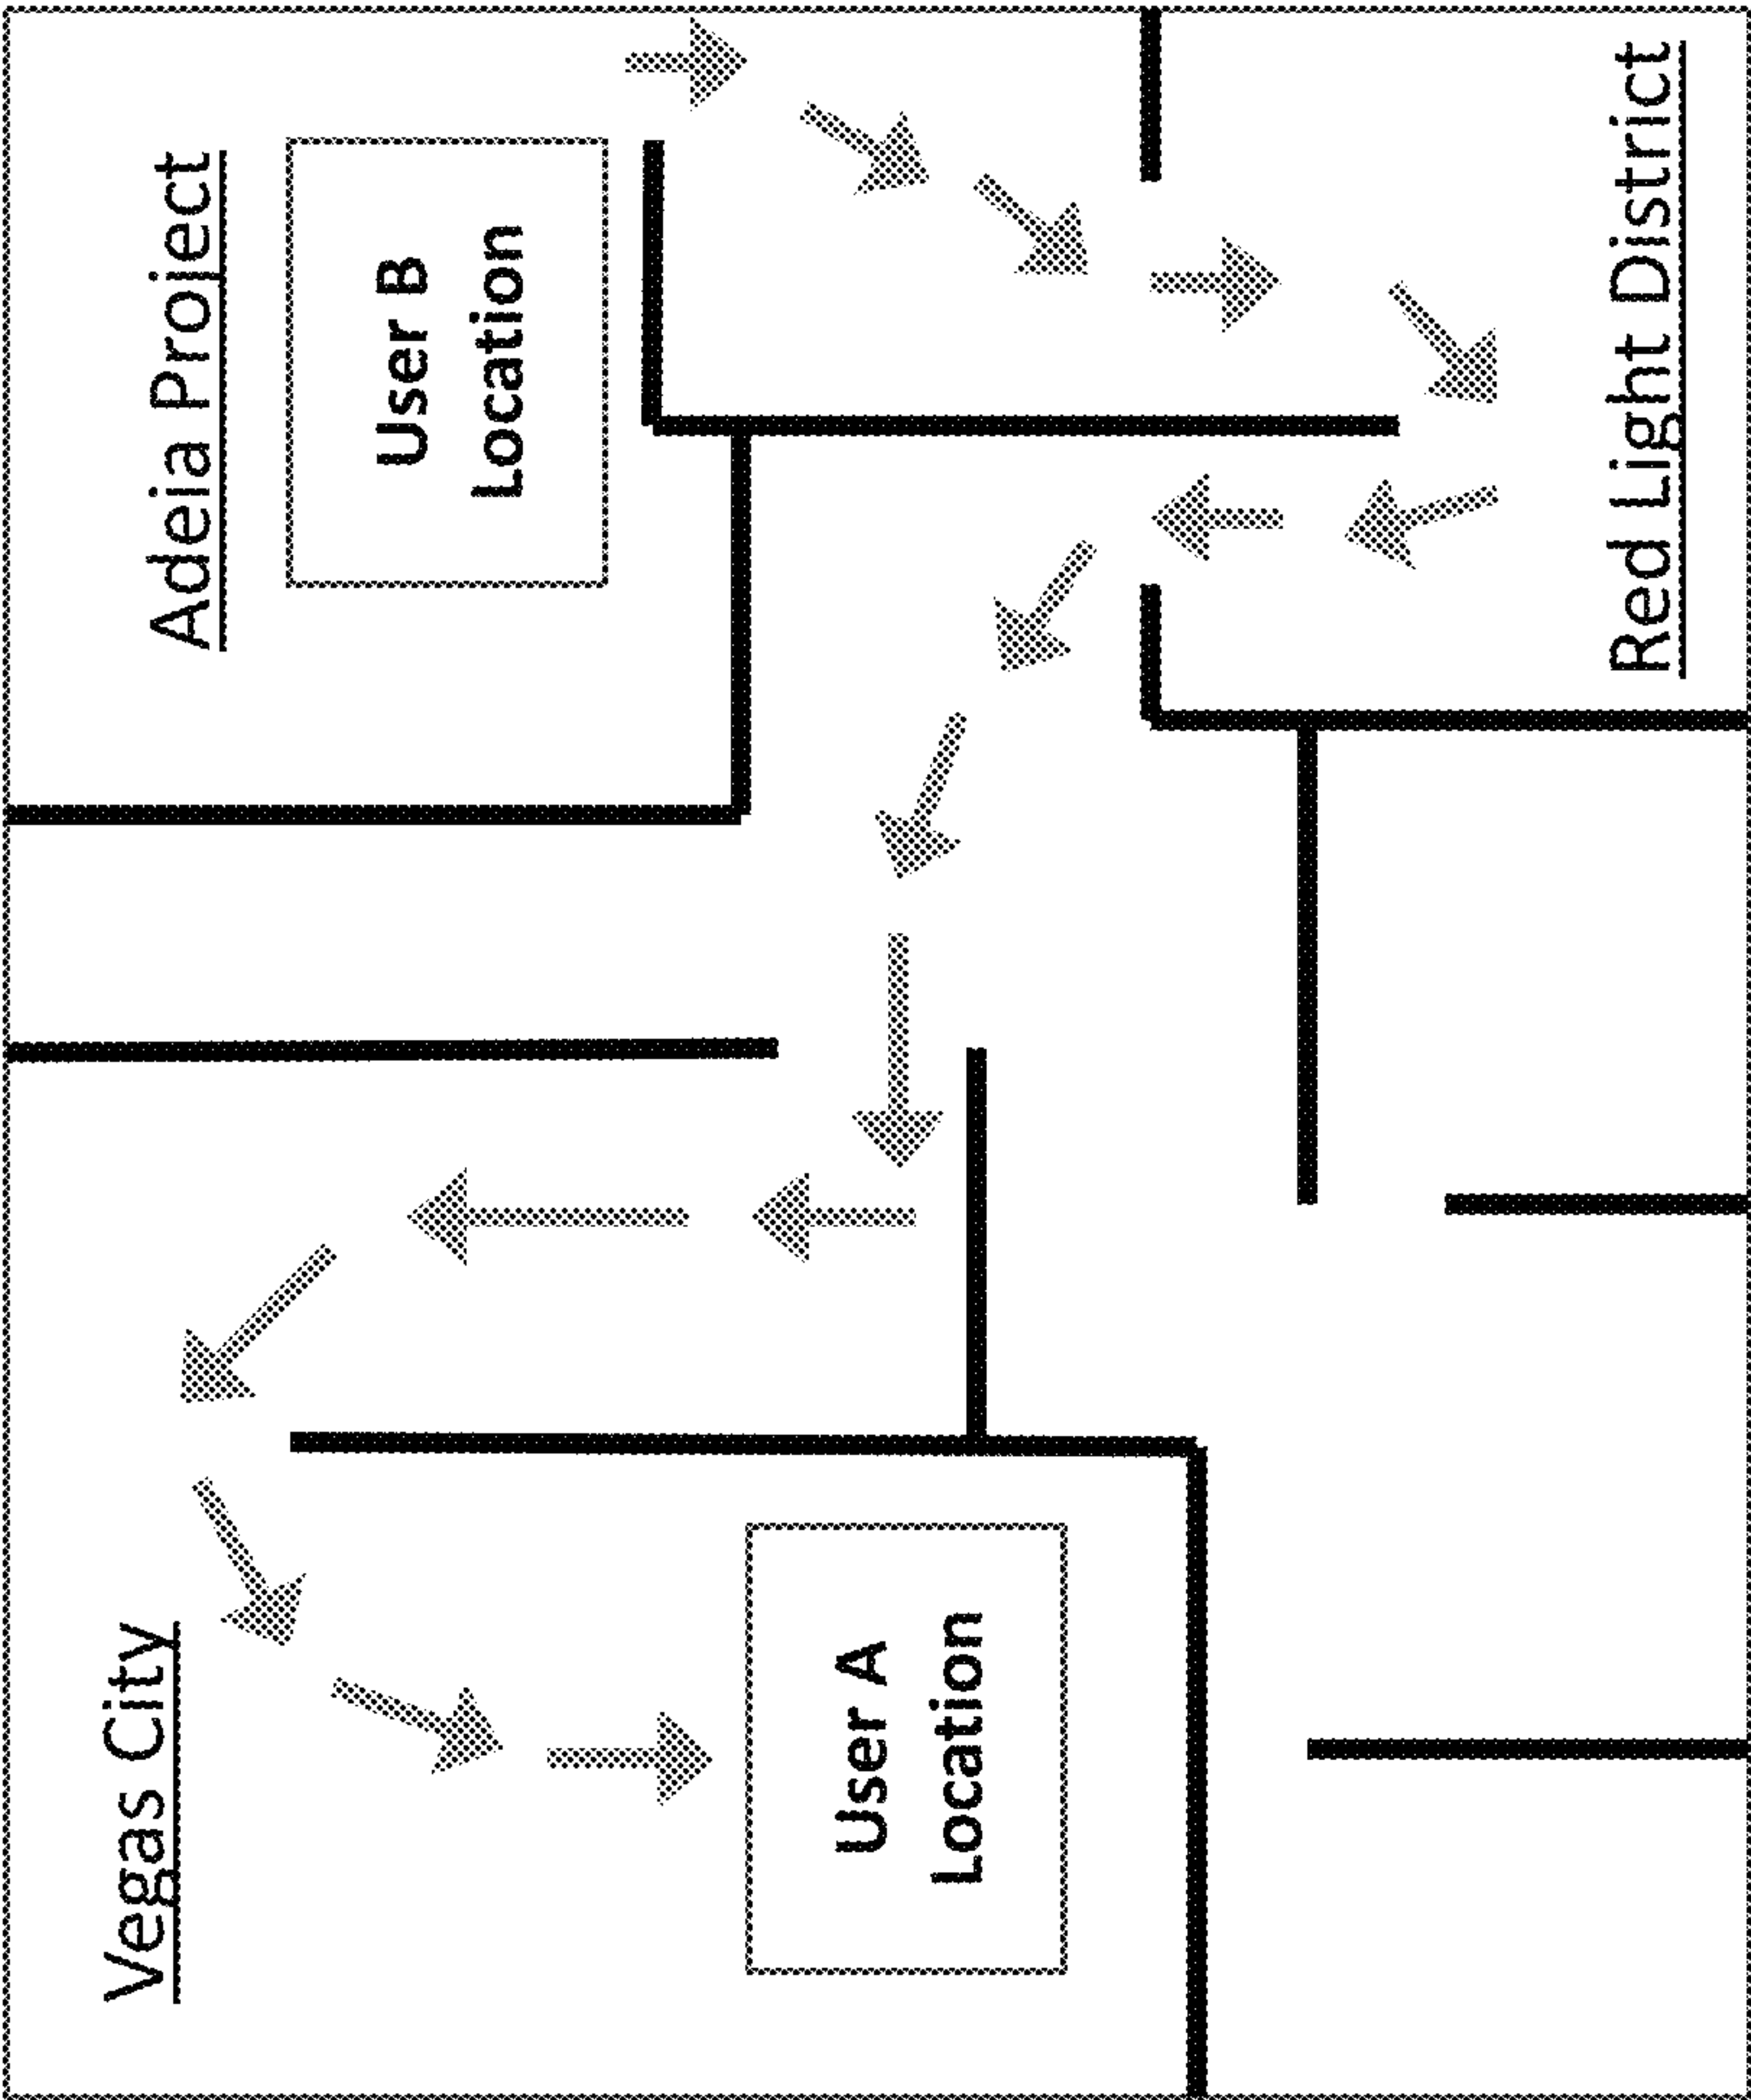 Vegas City
User A
Location
Adeia Project
User B
Location
Red Light District